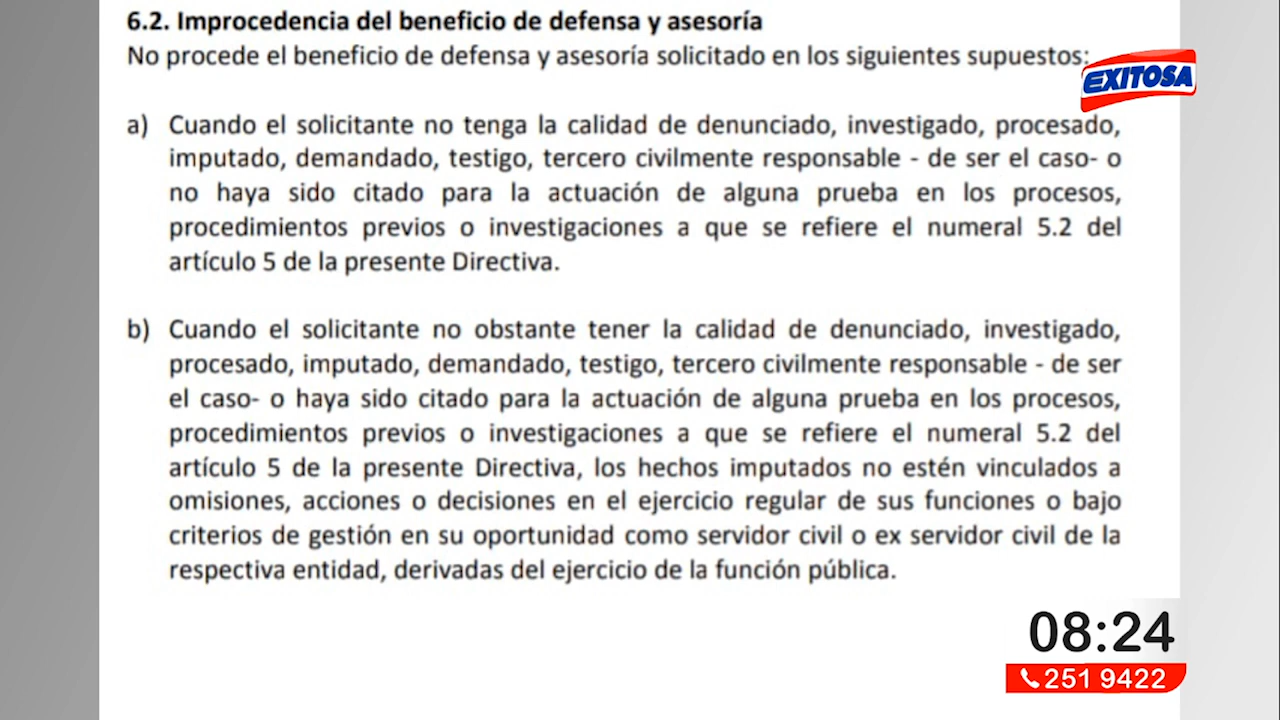 6.2. Improcedencia del beneficio de defensa y asesoría
No procede el beneficio de defensa y asesoría solicitado en los siguientes supuestos:
EXITOSA
a) Cuando el solicitante no tenga la calidad de denunciado, investigado, procesado,
imputado, demandado, testigo, tercero civilmente responsable - de ser el caso- o
no haya sido citado para la actuación de alguna prueba en los procesos,
procedimientos previos o investigaciones a que se refiere el numeral 5.2 del
artículo 5 de la presente Directiva.
b) Cuando el solicitante no obstante tener la calidad de denunciado, investigado,
procesado, imputado, demandado, testigo, tercero civilmente responsable - de ser
el caso- o haya sido citado para la actuación de alguna prueba en los procesos,
procedimientos previos o investigaciones a que se refiere el numeral 5.2 del
artículo 5 de la presente Directiva, los hechos imputados no estén vinculados a
omisiones, acciones o decisiones en el ejercicio regular de sus funciones o bajo
criterios de gestión en su oportunidad como servidor civil o ex servidor civil de la
respectiva entidad, derivadas del ejercicio de la función pública.
08:24
251 9422